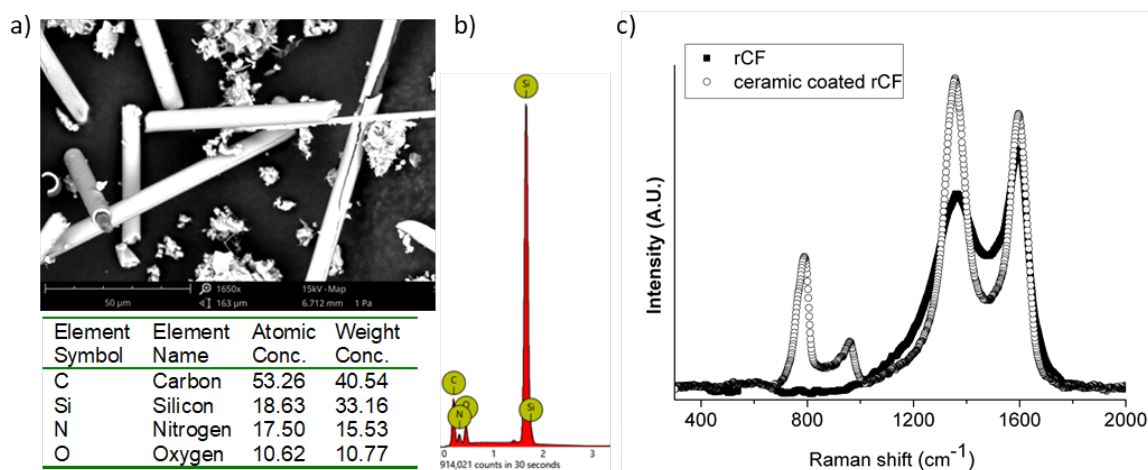 a)
50 µm
1650x
163 µm
15kV - Map
6.712 mm
1 Pa
Element Symbol Element Name Atomic Conc. Weight Conc.
C Carbon 53.26 40.54
Si Silicon 18.63 33.16
N Nitrogen 17.50 15.53
O Oxygen 10.62 10.77
b)
Si
C
O
N
Si
0 1 2 3
914,021 counts in 30 seconds
c)
rCF
ceramic coated rCF
Intensity (A.U.)
400 800 1200 1600 2000
Raman shift (cm-1)